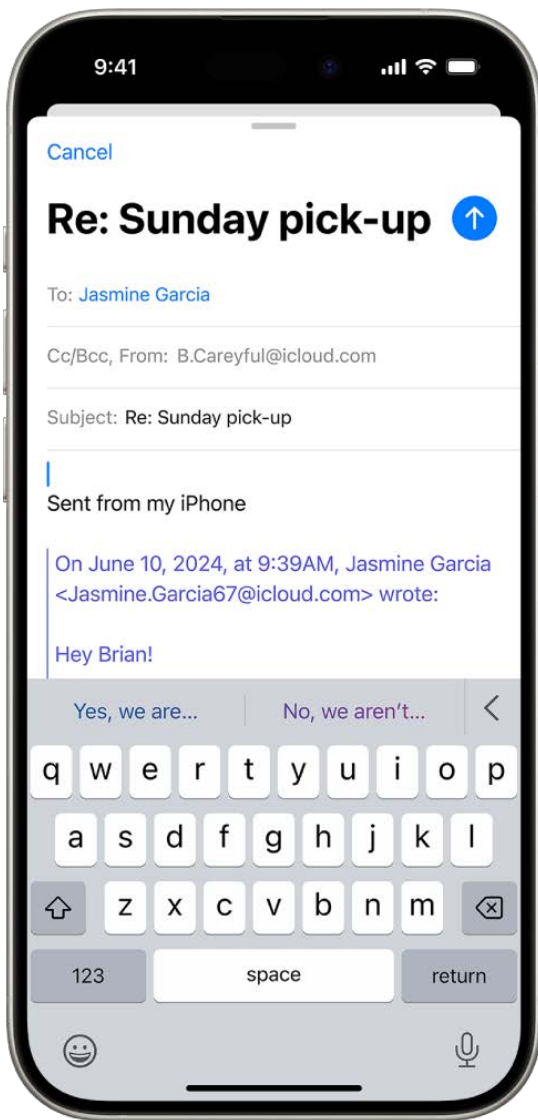 9:41
Cancel
Re: Sunday pick-up
To: Jasmine Garcia
Cc/Bcc, From: B.Careyful@icloud.com
Subject: Re: Sunday pick-up
Sent from my iPhone
On June 10, 2024, at 9:39AM, Jasmine Garcia
<Jasmine.Garcia67@icloud.com> wrote:
Hey Brian!
Yes, we are... No, we aren't...
q w e r t y u i o p
a s d f g h j k l
z x c v b n m
123 space return